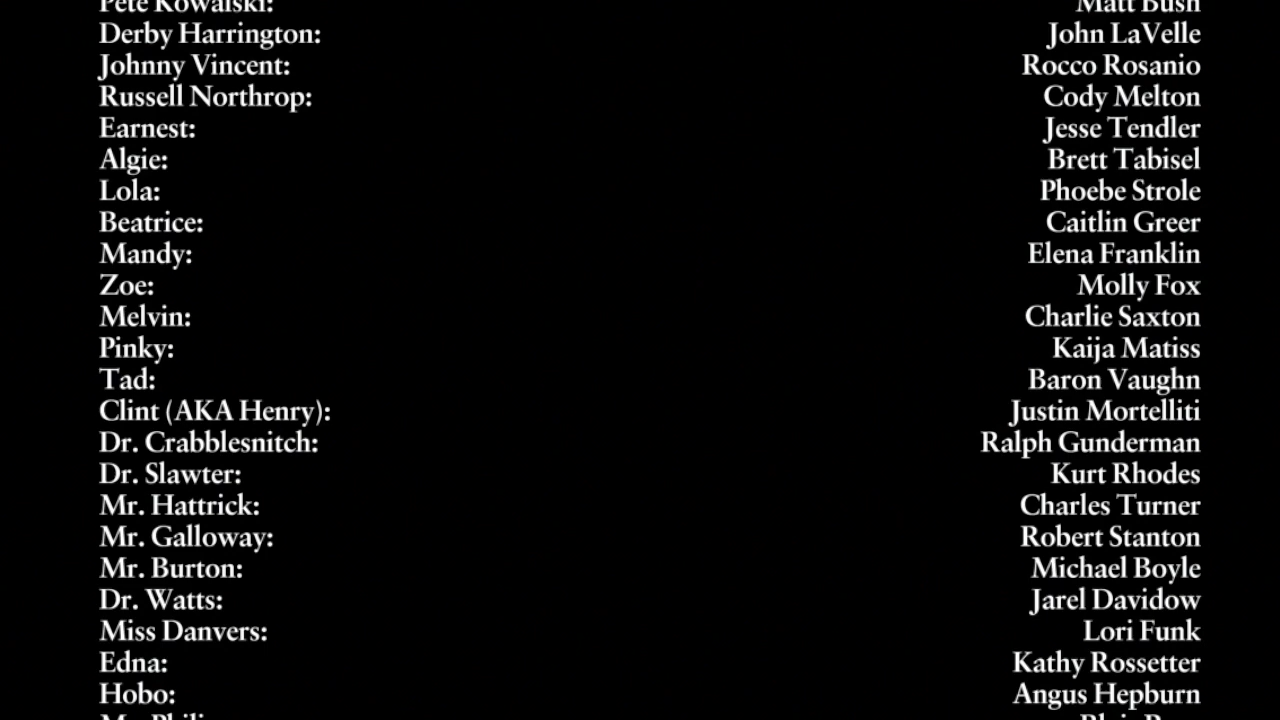 Pete Kowalski: Matt Bush
Derby Harrington: John LaVelle
Johnny Vincent: Rocco Rosanio
Russell Northrop: Cody Melton
Earnest: Jesse Tendler
Algie: Brett Tabisel
Lola: Phoebe Strole
Beatrice: Caitlin Greer
Mandy: Elena Franklin
Zoe: Molly Fox
Melvin: Charlie Saxton
Pinky: Kaija Matiss
Tad: Baron Vaughn
Clint (AKA Henry): Justin Mortelliti
Dr. Crabblesnitch: Ralph Gunderman
Dr. Slawter: Kurt Rhodes
Mr. Hattrick: Charles Turner
Mr. Galloway: Robert Stanton
Mr. Burton: Michael Boyle
Dr. Watts: Jarel Davidow
Miss Danvers: Lori Funk
Edna: Kathy Rossetter
Hobo: Angus Hepburn